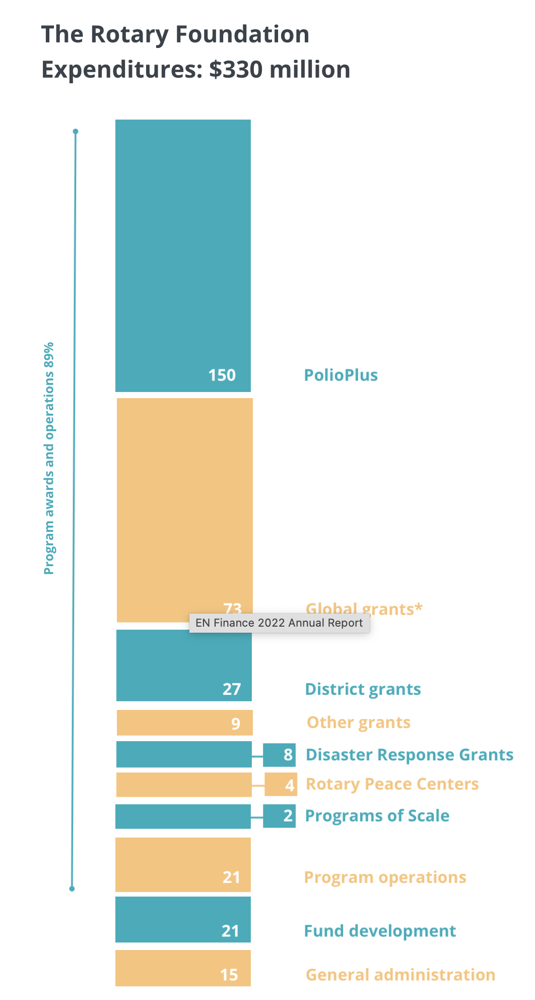 The Rotary Foundation
Expenditures: $330 million
Program awards and operations 89%
150 PolioPlus
73 Global grants*
EN Finance 2022 Annual Report
27 District grants
9 Other grants
8 Disaster Response Grants
4 Rotary Peace Centers
2 Programs of Scale
21 Program operations
21 Fund development
15 General administration